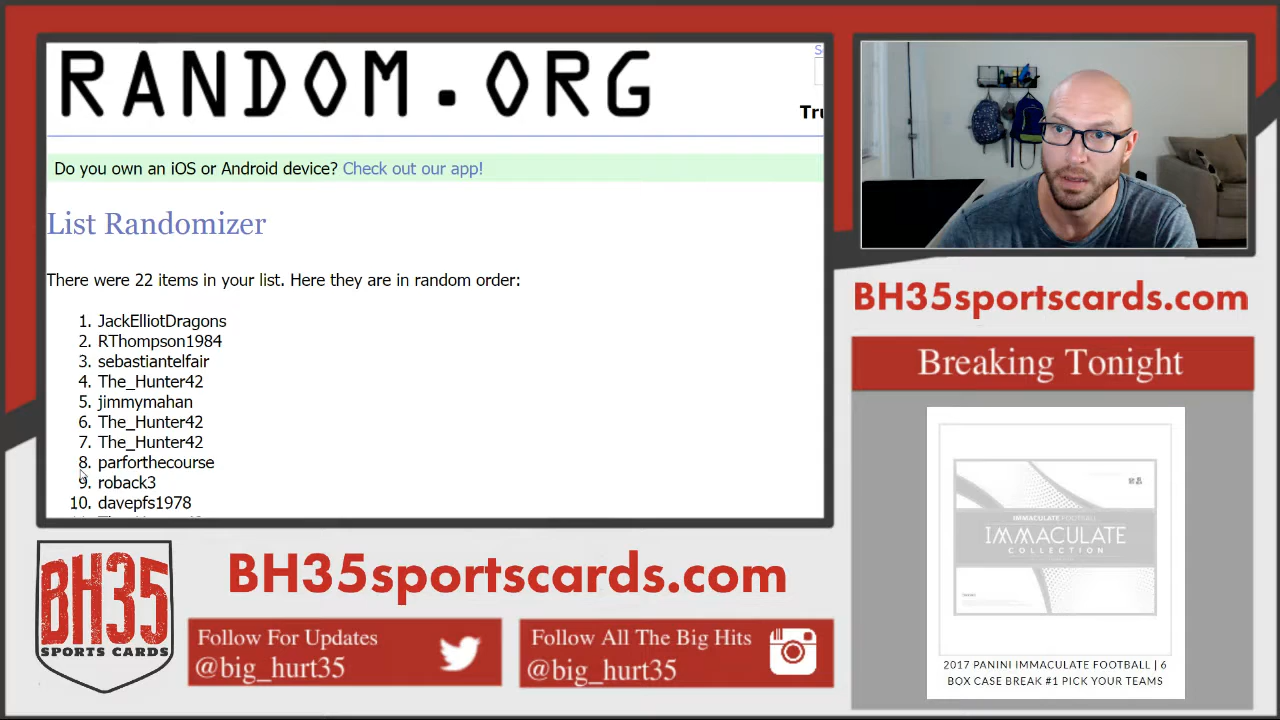 RANDOM.ORG
S
Tru
Do you own an iOS or Android device? Check out our app!
List Randomizer
There were 22 items in your list. Here they are in random order:
1. JackElliotDragons
2. RThompson1984
3. sebastiantelfair
4. The_Hunter42
5. jimmymahan
6. The_Hunter42
7. The_Hunter42
8. parforthecourse
9. roback3
10. davepfs1978
BH35sportscards.com
Breaking Tonight
IMMACULATE FOOTBALL
IMMACULATE
COLLECTION
2017 PANINI IMMACULATE FOOTBALL | 6
BOX CASE BREAK #1 PICK YOUR TEAMS
BH35
SPORTS CARDS
BH35sportscards.com
Follow For Updates
@big_hurt35
Follow All The Big Hits
@big_hurt35